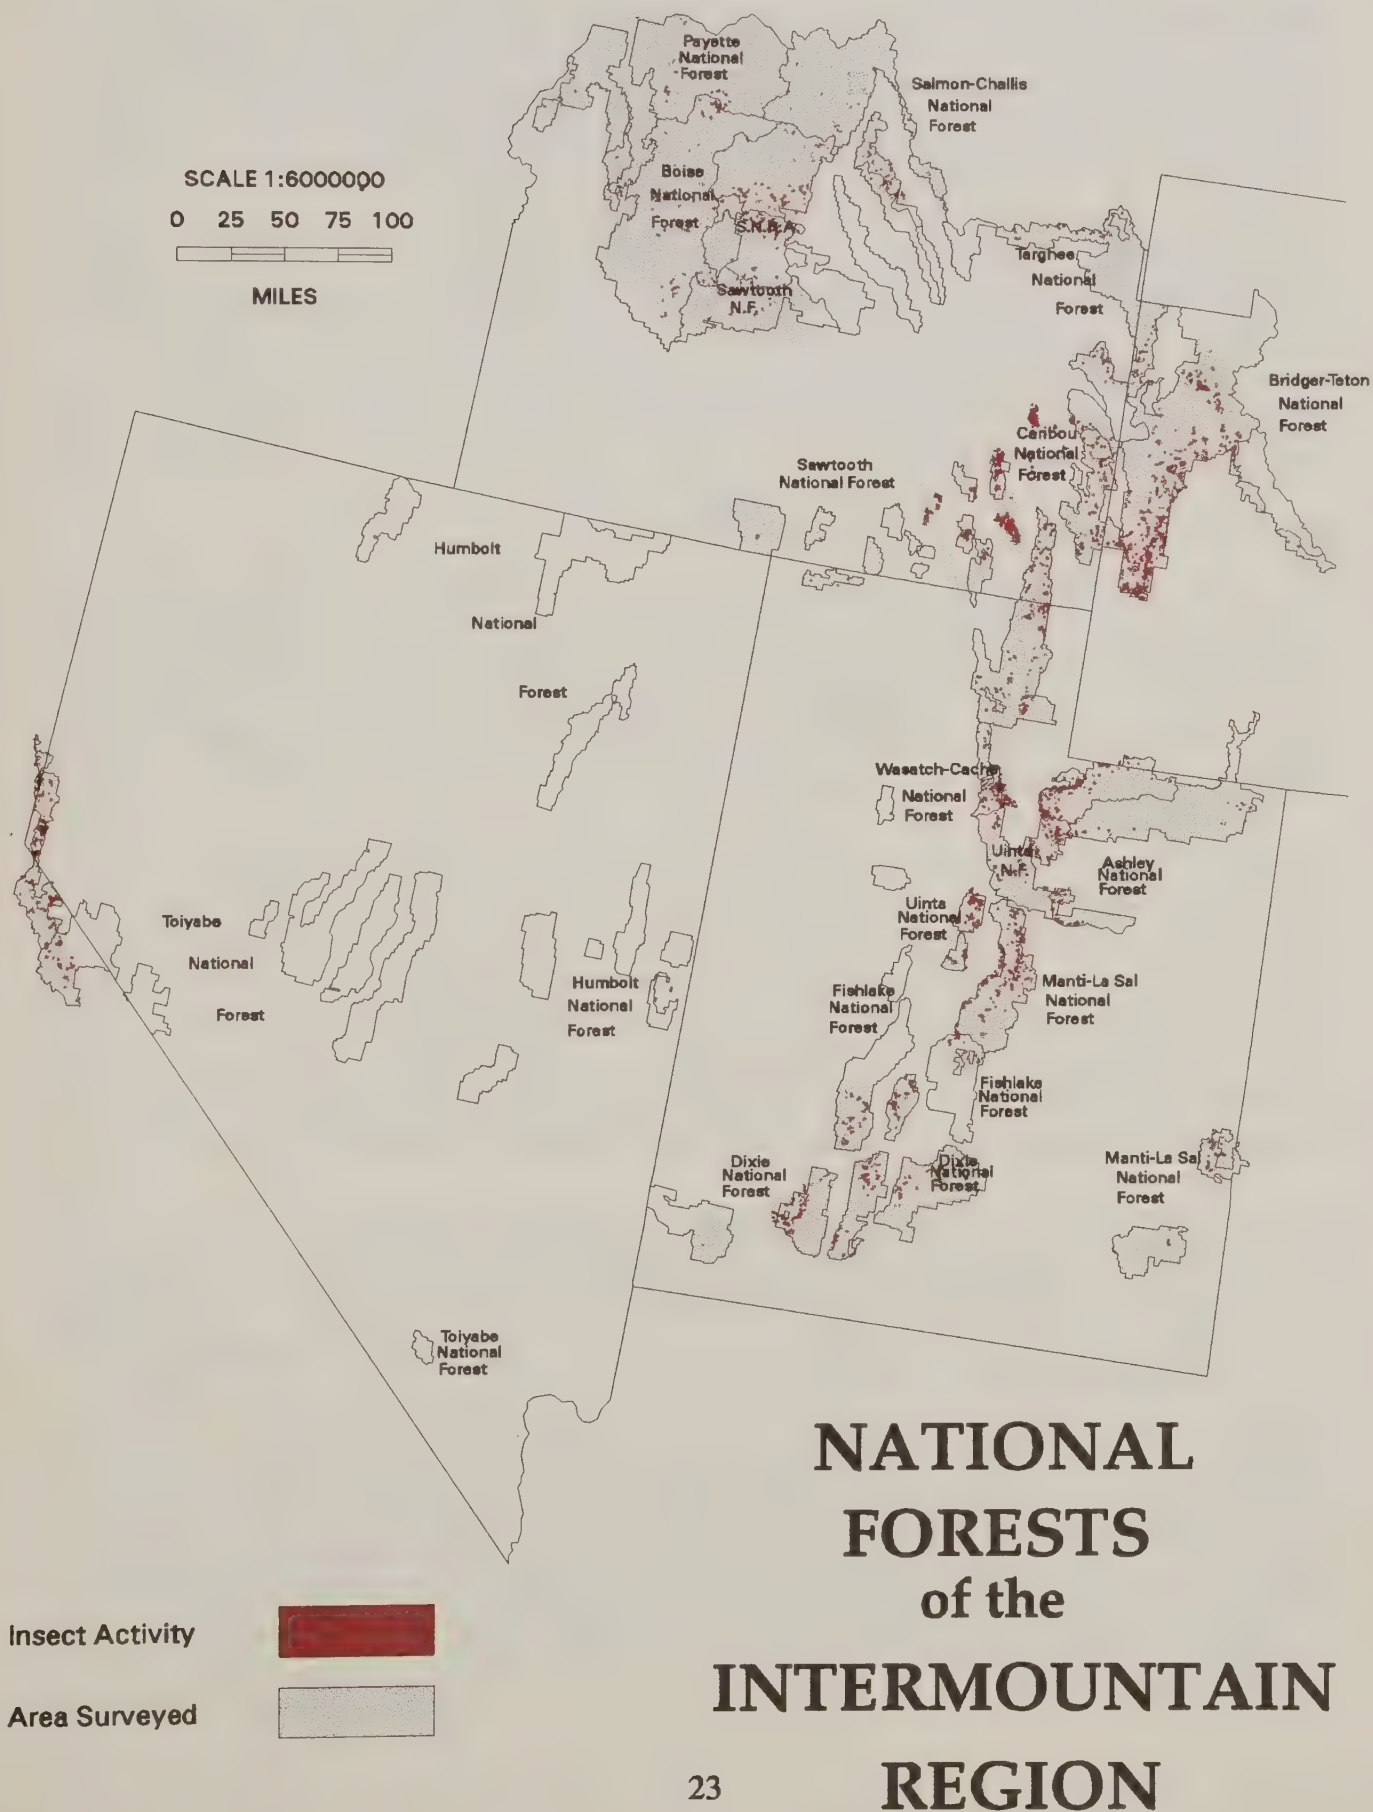 Payette
National
Forest
Salmon-Challis
National
Forest
SCALE 1:6000000
0 25 50 75 100
MILES
Boise
National
Forest
S.N.R.A.
Sawtooth
N.F.
Targhee
National
Forest
Bridger-Teton
National
Forest
Caribou
National
Forest
Sawtooth
National Forest
Humbolt
National
Forest
Wasatch-Cache
National
Forest
Uinta
N.F.
Ashley
National
Forest
Uinta
National
Forest
Toiyabe
National
Forest
Humbolt
National
Forest
Fishlake
National
Forest
Manti-La Sal
National
Forest
Fishlake
National
Forest
Dixie
National
Forest
Dixie
National
Forest
Manti-La Sal
National
Forest
Toiyabe
National
Forest
NATIONAL
FORESTS
of the
INTERMOUNTAIN
REGION
Insect Activity
Area Surveyed
23